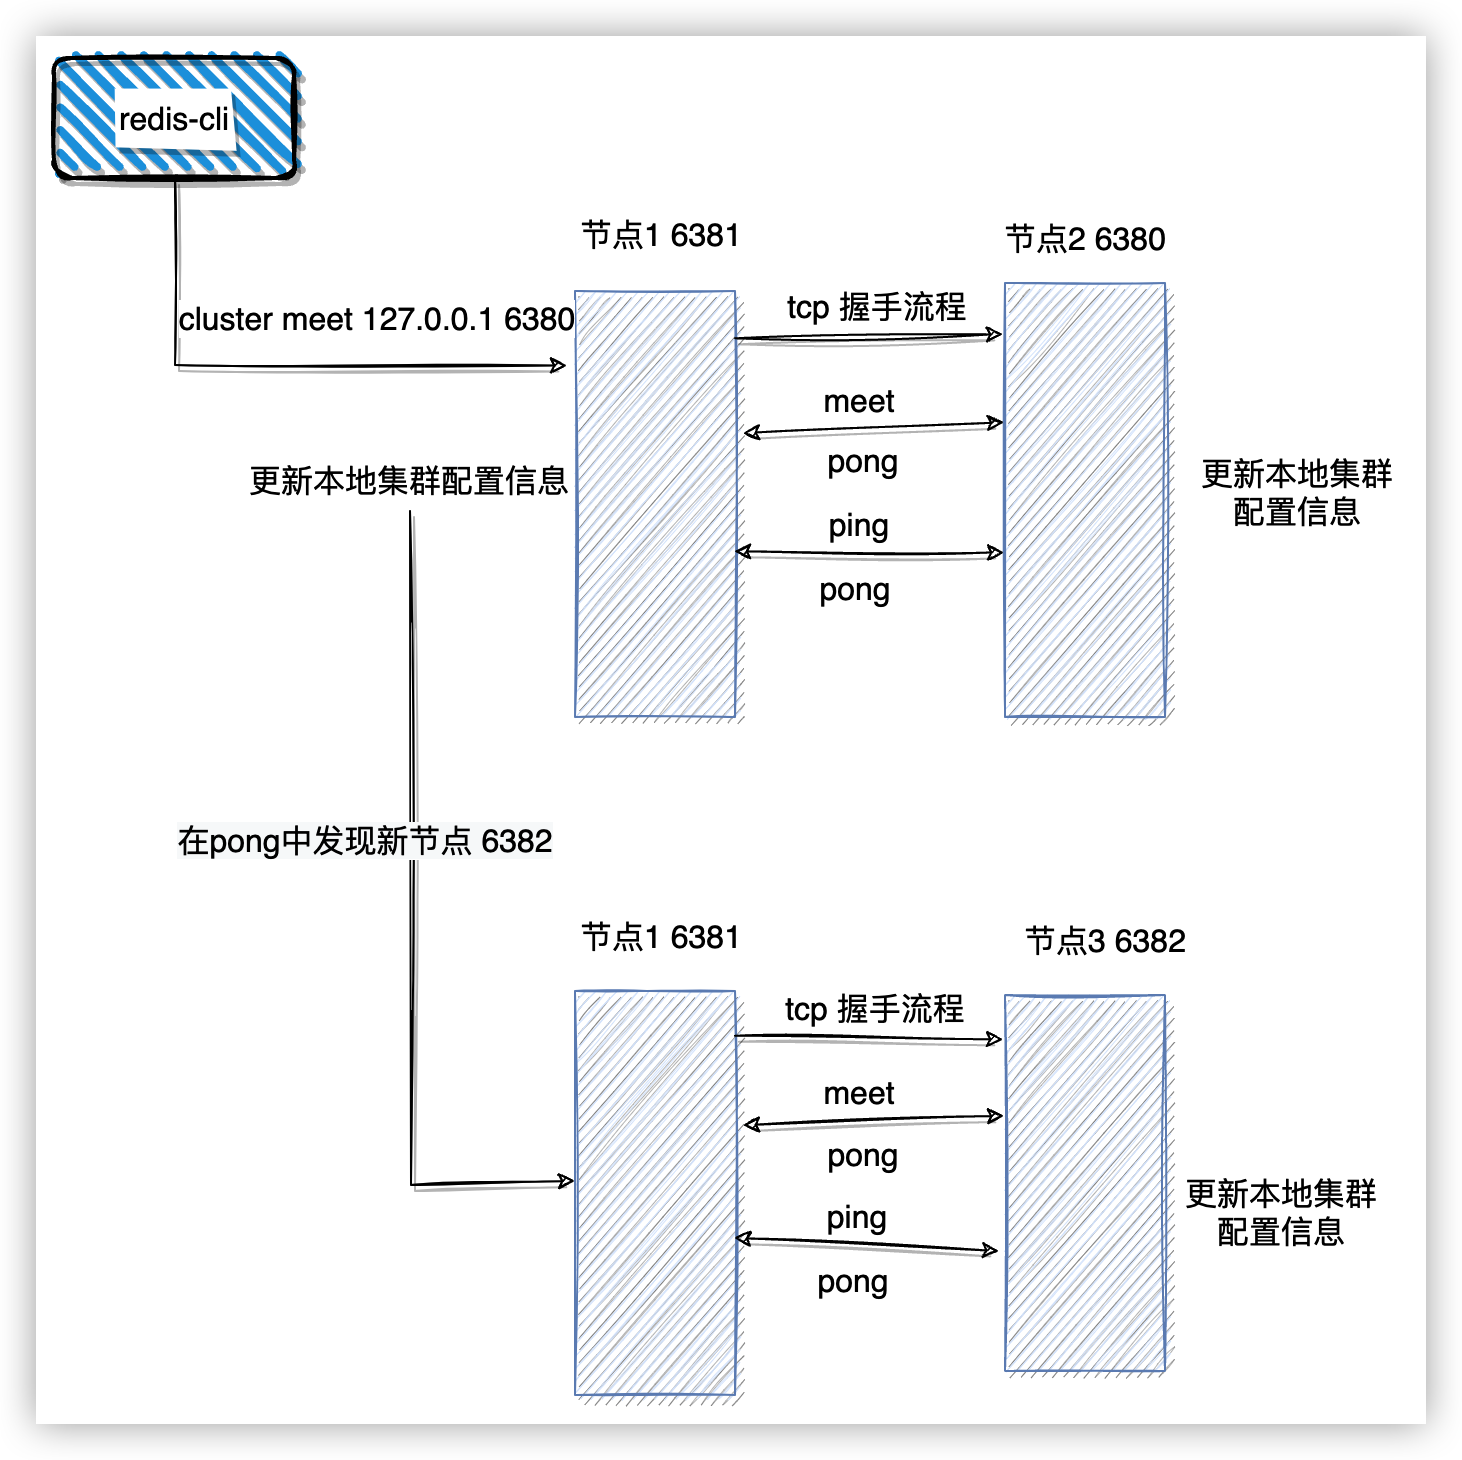 redis-cli
节点1 6381
节点2 6380
cluster meet 127.0.0.1 6380
tcp 握手流程
meet
pong
更新本地集群配置信息
更新本地集群
配置信息
ping
pong
在pong中发现新节点 6382
节点1 6381
节点3 6382
tcp 握手流程
meet
pong
更新本地集群
配置信息
ping
pong